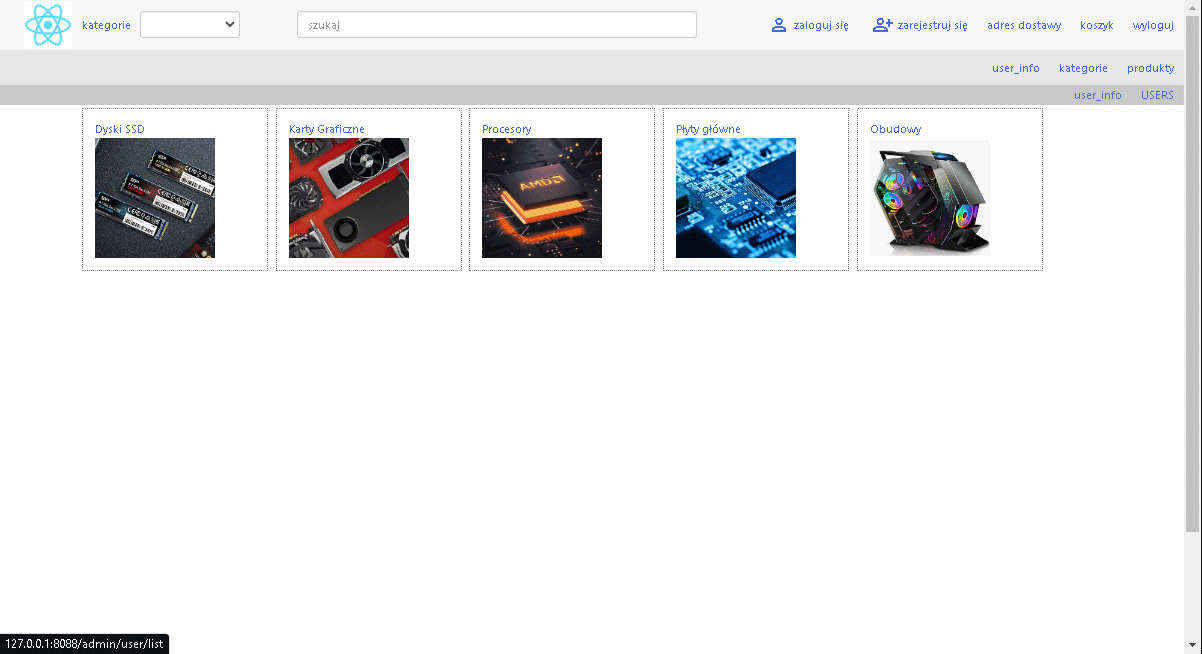 kategorie szukaj zaloguj się zarejestruj się adres dostawy koszyk wyloguj
user_info kategorie produkty
user_info USERS
Dyski SSD Karty Graficzne Procesory Płyty główne Obudowy
AMD
127.0.0.1:8088/admin/user/list